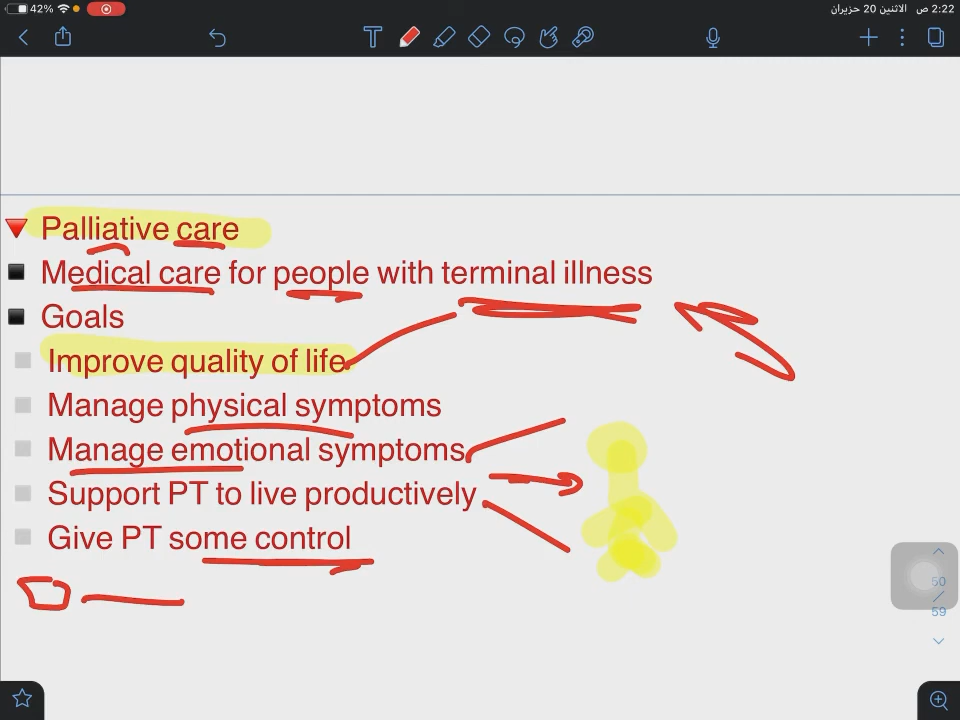 42%
2:22 ص الاثنين 20 حزيران
Palliative care
Medical care for people with terminal illness
Goals
Improve quality of life
Manage physical symptoms
Manage emotional symptoms
Support PT to live productively
Give PT some control
50
/
59